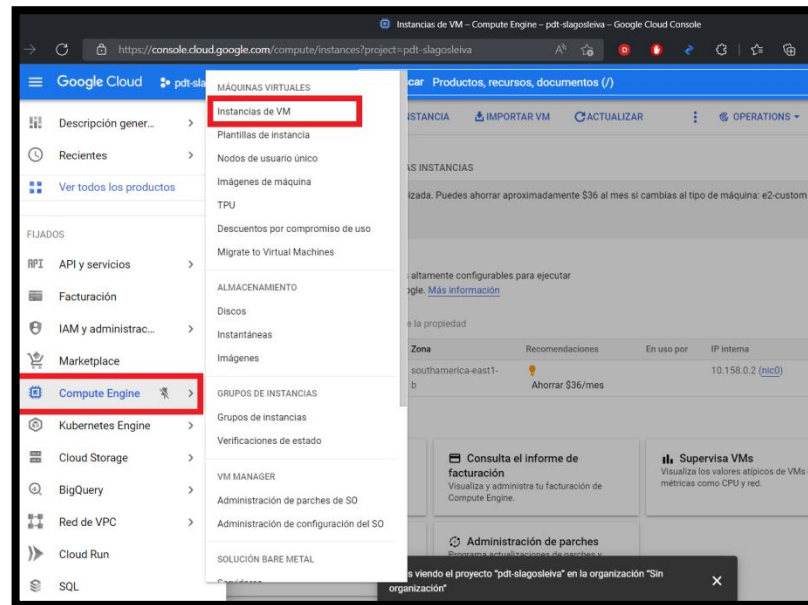 Instancias de VM – Compute Engine – pdt-slagosleiva – Google Cloud Console
https://console.cloud.google.com/compute/instances?project=pdt-slagosleiva
Google Cloud
pdt-sla
car Productos, recursos, documentos (/)
Descripción gener...
Recientes
Ver todos los productos
FIJADOS
API y servicios
Facturación
IAM y administrac...
Marketplace
Compute Engine
Kubernetes Engine
Cloud Storage
BigQuery
Red de VPC
Cloud Run
SQL
MÁQUINAS VIRTUALES
Instancias de VM
Plantillas de instancia
Nodos de usuario único
Imágenes de máquina
TPU
Descuentos por compromiso de uso
Migrate to Virtual Machines
ALMACENAMIENTO
Discos
Instantáneas
Imágenes
GRUPOS DE INSTANCIAS
Grupos de instancias
Verificaciones de estado
VM MANAGER
Administración de parches de SO
Administración de configuración del SO
SOLUCIÓN BARE METAL
Servidores
ISTANCIA IMPORTAR VM ACTUALIZAR OPERATIONS
AS INSTANCIAS
izada. Puedes ahorrar aproximadamente $36 al mes si cambias al tipo de máquina: e2-custom
altamente configurables para ejecutar
ogle. Más información
e la propiedad
Zona Recomendaciones En uso por IP interna
southamerica-east1-
b
Ahorrar $36/mes
10.158.0.2 (nic0)
Consulta el informe de
facturación
Visualiza y administra tu facturación de
Compute Engine.
Supervisa VMs
Visualiza los valores atípicos de VMs
métricas como CPU y red.
Administración de parches
Programa actualizaciones de parches y
s viendo el proyecto "pdt-slagosleiva" en la organización "Sin
organización"